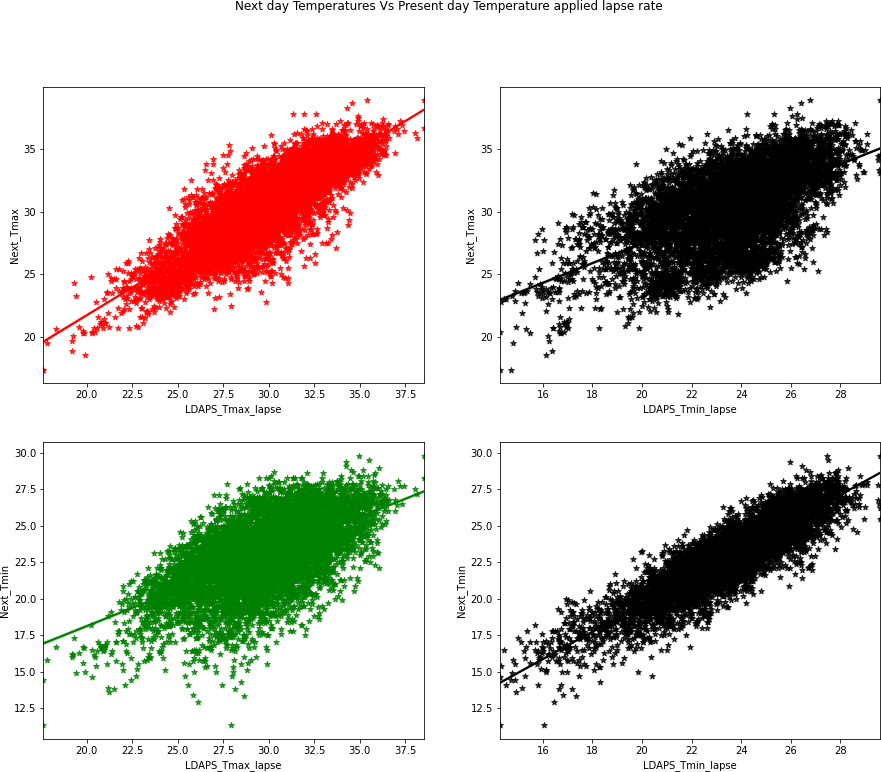 Next day Temperatures Vs Present day Temperature applied lapse rate
35
30
25
20
Next_Tmax
20.0 22.5 25.0 27.5 30.0 32.5 35.0 37.5
LDAPS_Tmax_lapse
35
30
25
20
Next_Tmax
16 18 20 22 24 26 28
LDAPS_Tmin_lapse
30.0
27.5
25.0
22.5
20.0
17.5
15.0
12.5
Next_Tmin
20.0 22.5 25.0 27.5 30.0 32.5 35.0 37.5
LDAPS_Tmax_lapse
30.0
27.5
25.0
22.5
20.0
17.5
15.0
12.5
Next_Tmin
16 18 20 22 24 26 28
LDAPS_Tmin_lapse